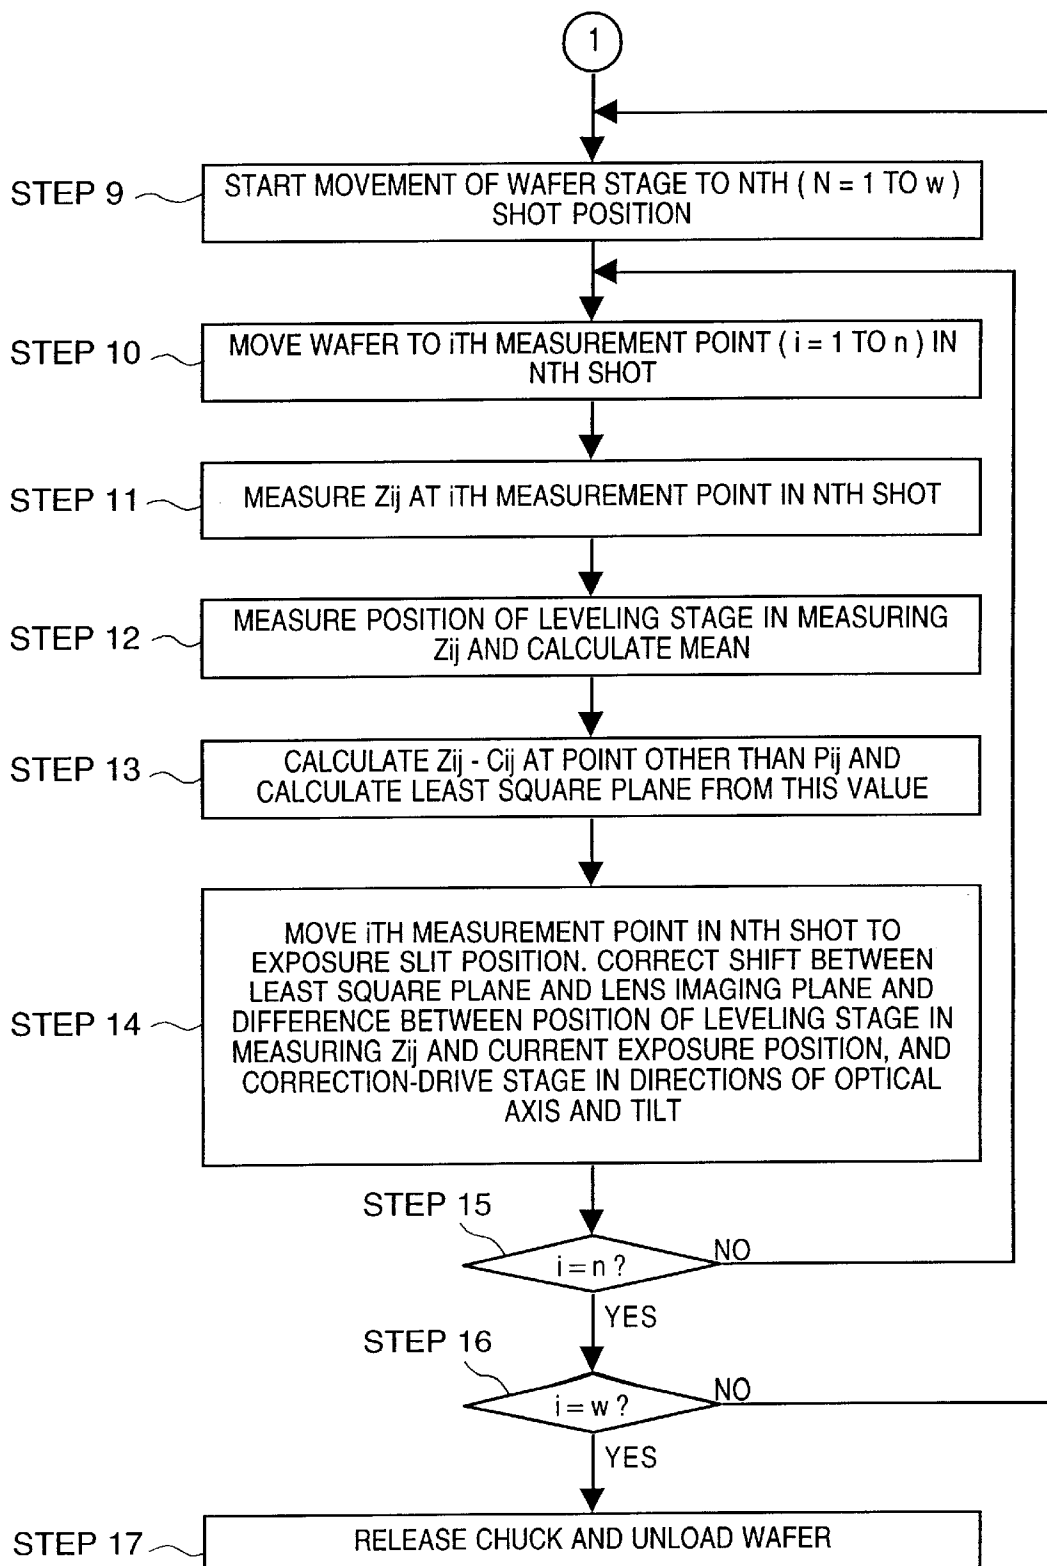 1
STEP 9
START MOVEMENT OF WAFER STAGE TO NTH ( N = 1 TO w )
SHOT POSITION
STEP 10
MOVE WAFER TO iTH MEASUREMENT POINT ( i = 1 TO n ) IN
NTH SHOT
STEP 11
MEASURE Zij AT iTH MEASUREMENT POINT IN NTH SHOT
STEP 12
MEASURE POSITION OF LEVELING STAGE IN MEASURING
Zij AND CALCULATE MEAN
STEP 13
CALCULATE Zij - Cij AT POINT OTHER THAN Pij AND
CALCULATE LEAST SQUARE PLANE FROM THIS VALUE
STEP 14
MOVE iTH MEASUREMENT POINT IN NTH SHOT TO
EXPOSURE SLIT POSITION. CORRECT SHIFT BETWEEN
LEAST SQUARE PLANE AND LENS IMAGING PLANE AND
DIFFERENCE BETWEEN POSITION OF LEVELING STAGE IN
MEASURING Zij AND CURRENT EXPOSURE POSITION, AND
CORRECTION-DRIVE STAGE IN DIRECTIONS OF OPTICAL
AXIS AND TILT
STEP 15
i = n ?
NO
YES
STEP 16
i = w ?
NO
YES
STEP 17
RELEASE CHUCK AND UNLOAD WAFER